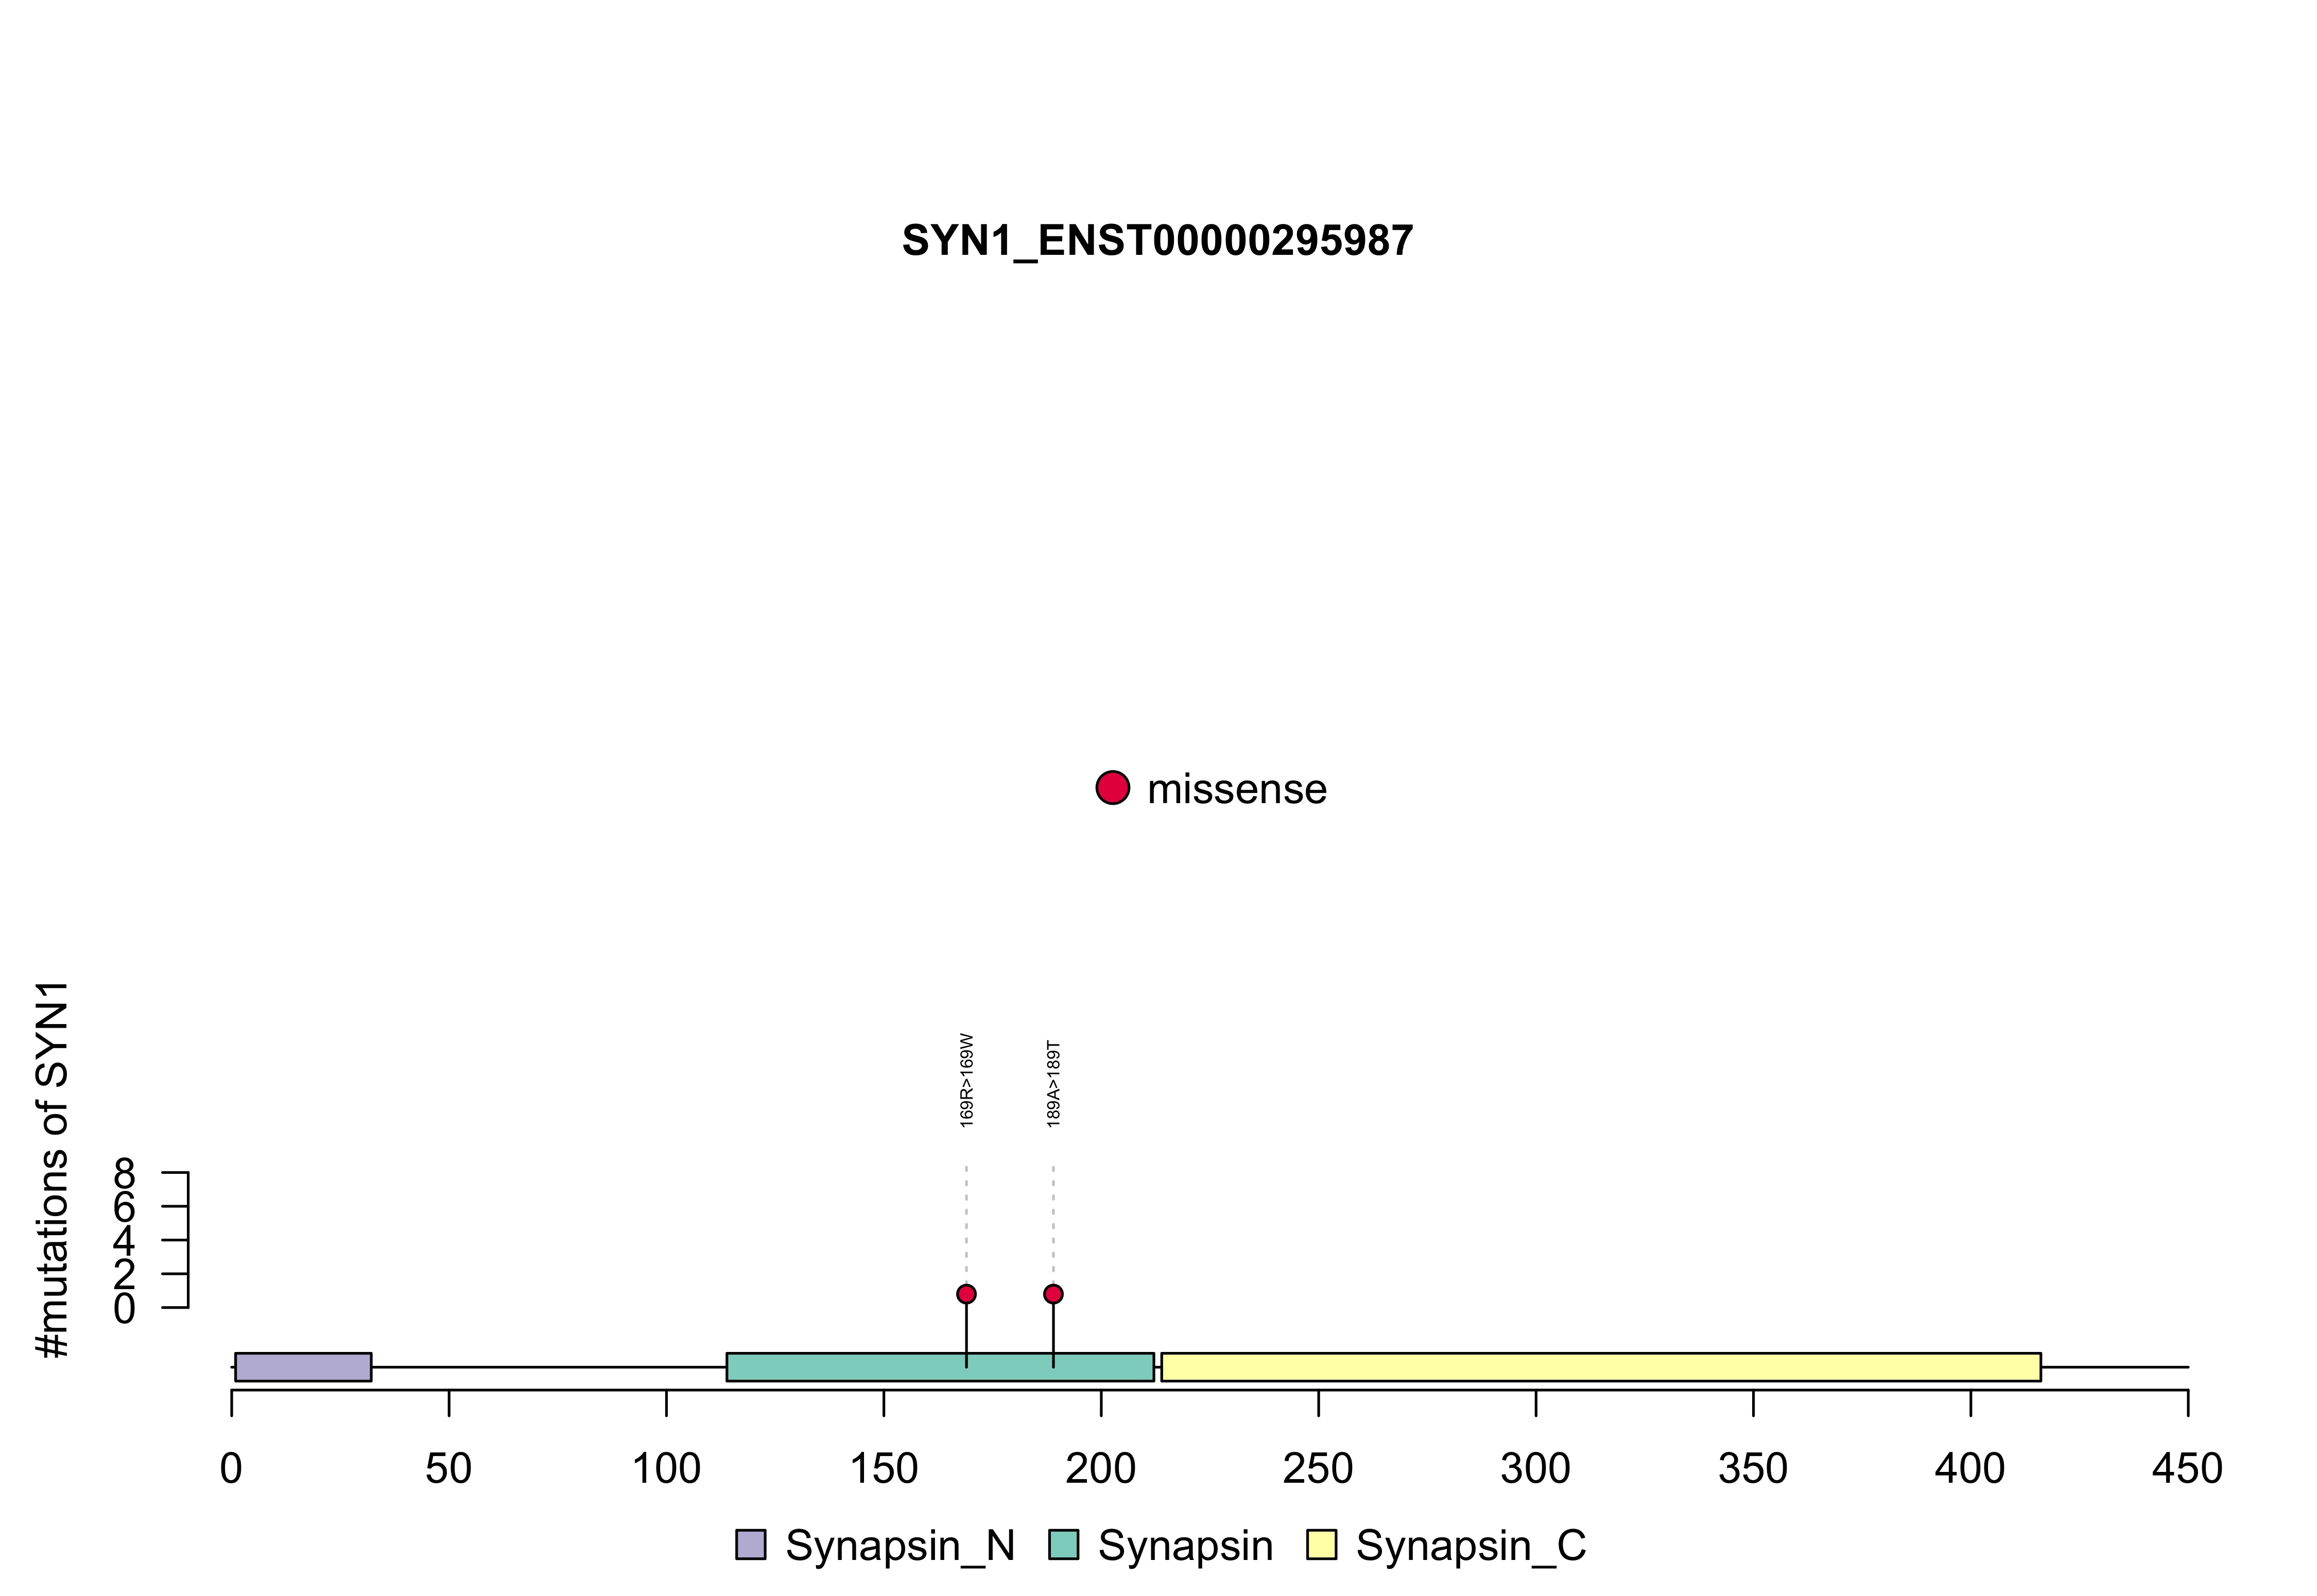 SYN1_ENST00000295987
missense
#mutations of SYN1
169R>169W
189A>189T
8
6
4
2
0
0 50 100 150 200 250 300 350 400 450
Synapsin_N Synapsin Synapsin_C